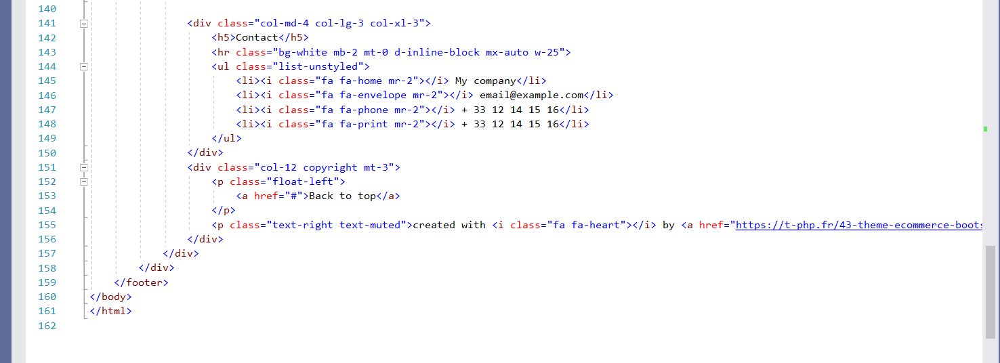 140
141 <div class="col-md-4 col-lg-3 col-xl-3">
142 <h5>Contact</h5>
143 <hr class="bg-white mb-2 mt-0 d-inline-block mx-auto w-25">
144 <ul class="list-unstyled">
145 <li><i class="fa fa-home mr-2"></i> My company</li>
146 <li><i class="fa fa-envelope mr-2"></i> email@example.com</li>
147 <li><i class="fa fa-phone mr-2"></i> + 33 12 14 15 16</li>
148 <li><i class="fa fa-print mr-2"></i> + 33 12 14 15 16</li>
149 </ul>
150 </div>
151 <div class="col-12 copyright mt-3">
152 <p class="float-left">
153 <a href="#">Back to top</a>
154 </p>
155 <p class="text-right text-muted">created with <i class="fa fa-heart"></i> by <a href="https://t-php.fr/43-theme-ecommerce-boots
156 </div>
157 </div>
158 </div>
159 </footer>
160 </body>
161 </html>
162